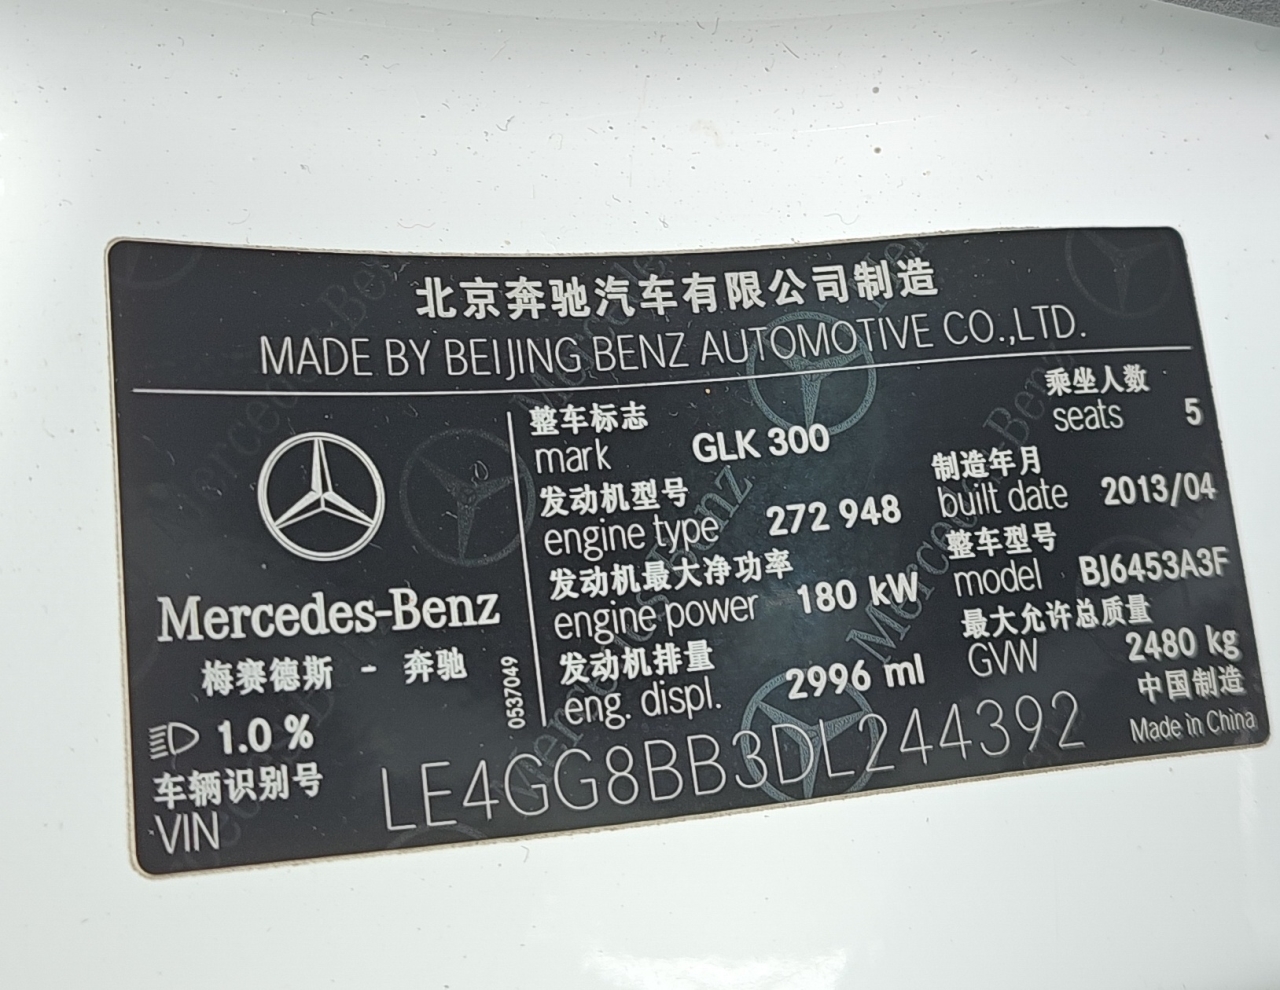 北京奔驰汽车有限公司制造
MADE BY BEIJING BENZ AUTOMOTIVE CO.,LTD.
Mercedes-Benz
梅赛德斯 - 奔驰
0537049
1.0 %
整车标志
mark GLK 300
乘坐人数
seats 5
发动机型号
engine type 272 948
制造年月
built date 2013/04
发动机最大净功率
engine power 180 kW
整车型号
model BJ6453A3F
发动机排量
eng. displ. 2996 ml
最大允许总质量
GVW 2480 kg
中国制造
Made in China
车辆识别号
VIN LE4GG8BB3DL244392